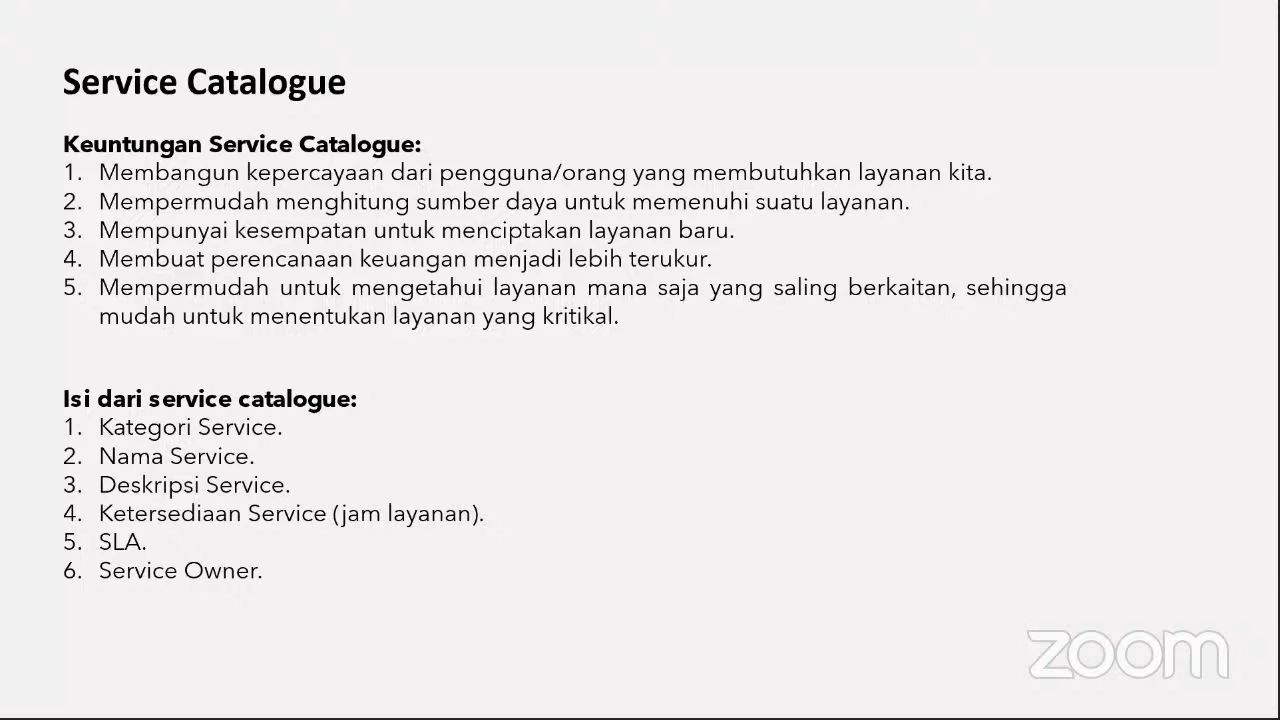 Service Catalogue
Keuntungan Service Catalogue:
1. Membangun kepercayaan dari pengguna/orang yang membutuhkan layanan kita.
2. Mempermudah menghitung sumber daya untuk memenuhi suatu layanan.
3. Mempunyai kesempatan untuk menciptakan layanan baru.
4. Membuat perencanaan keuangan menjadi lebih terukur.
5. Mempermudah untuk mengetahui layanan mana saja yang saling berkaitan, sehingga
mudah untuk menentukan layanan yang kritikal.
Isi dari service catalogue:
1. Kategori Service.
2. Nama Service.
3. Deskripsi Service.
4. Ketersediaan Service (jam layanan).
5. SLA.
6. Service Owner.
zoom